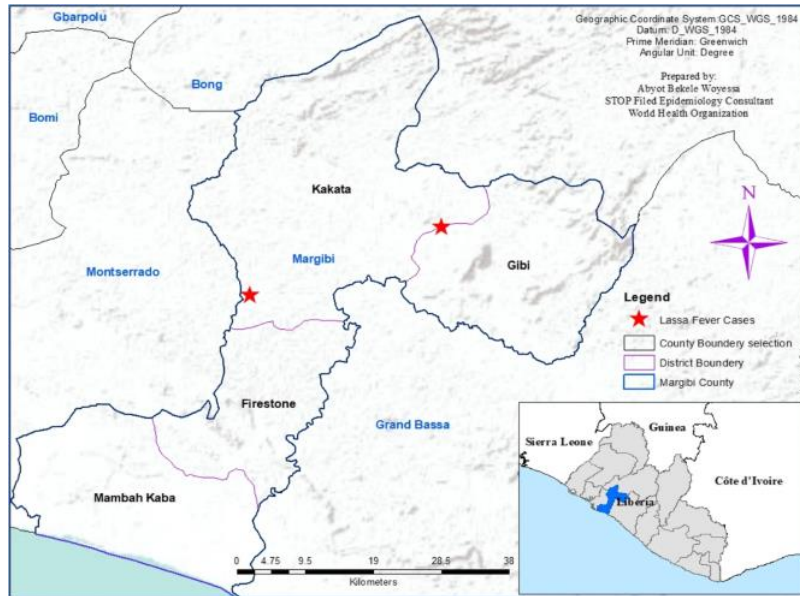 Gbarpolu
Geographic Coordinate System:GCS_WGS_1984
Datum: D_WGS_1984
Prime Meridian: Greenwich
Angular Unit: Degree
Prepared by:
Abyot Bekele Woyessa
STOP Filed Epidemiology Consultant
World Health Organization
Bong
Bomi
Kakata
N
Margibi
Gibi
Montserrado
Legend
Lassa Fever Cases
County Boundery selection
District Boundary
Margibi County
Firestone
Grand Bassa
Guinea
Sierra Leone
Côte d'Ivoire
Liberia
Mambah Kaba
0 4.75 9.5 19 28.5 38
Kilometers